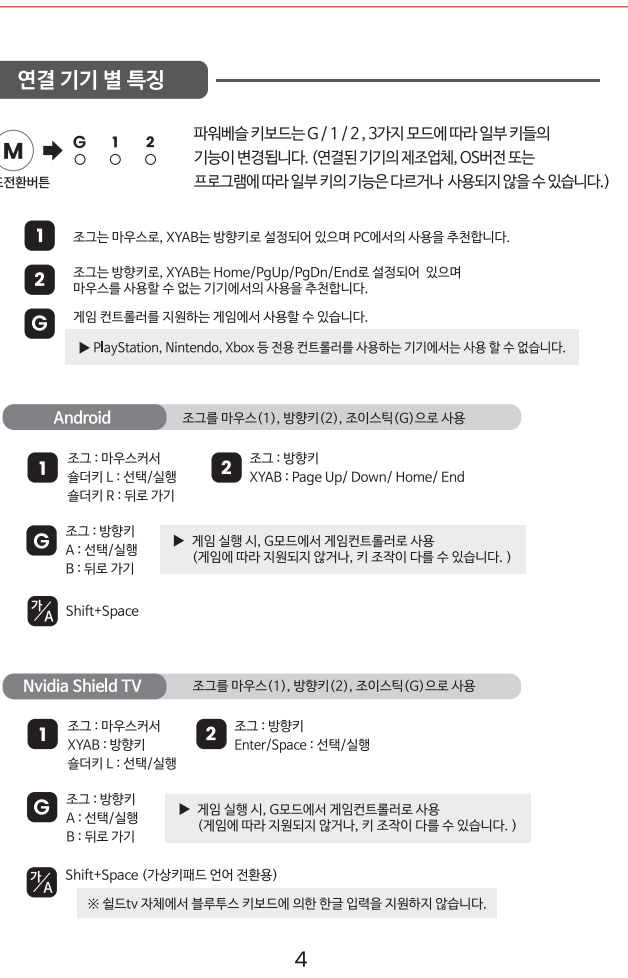 연결 기기 별 특징
M
G 1 2
드전환버튼
파워베슬 키보드는 G / 1 / 2 , 3가지 모드에 따라 일부 키들의
기능이 변경됩니다. (연결된 기기의 제조업체, OS버전 또는
프로그램에 따라 일부 키의 기능은 다르거나 사용되지 않을 수 있습니다.)
1
조그는 마우스로, XYAB는 방향키로 설정되어 있으며 PC에서의 사용을 추천합니다.
2
조그는 방향키로, XYAB는 Home/PgUp/PgDn/End로 설정되어 있으며
마우스를 사용할 수 없는 기기에서의 사용을 추천합니다.
G
게임 컨트롤러를 지원하는 게임에서 사용할 수 있습니다.
▶ PlayStation, Nintendo, Xbox 등 전용 컨트롤러를 사용하는 기기에서는 사용 할 수 없습니다.
Android
조그를 마우스(1), 방향키(2), 조이스틱(G)으로 사용
1
조그 : 마우스커서
숄더키 L : 선택/실행
숄더키 R : 뒤로 가기
2
조그 : 방향키
XYAB : Page Up/ Down/ Home/ End
G
조그 : 방향키
A : 선택/실행
B : 뒤로 가기
▶ 게임 실행 시, G모드에서 게임컨트롤러로 사용
(게임에 따라 지원되지 않거나, 키 조작이 다를 수 있습니다. )
가/A
Shift+Space
Nvidia Shield TV
조그를 마우스(1), 방향키(2), 조이스틱(G)으로 사용
1
조그 : 마우스커서
XYAB : 방향키
숄더키 L : 선택/실행
2
조그 : 방향키
Enter/Space : 선택/실행
G
조그 : 방향키
A : 선택/실행
B : 뒤로 가기
▶ 게임 실행 시, G모드에서 게임컨트롤러로 사용
(게임에 따라 지원되지 않거나, 키 조작이 다를 수 있습니다. )
가/A
Shift+Space (가상키패드 언어 전환용)
※ 쉴드tv 자체에서 블루투스 키보드에 의한 한글 입력을 지원하지 않습니다.
4